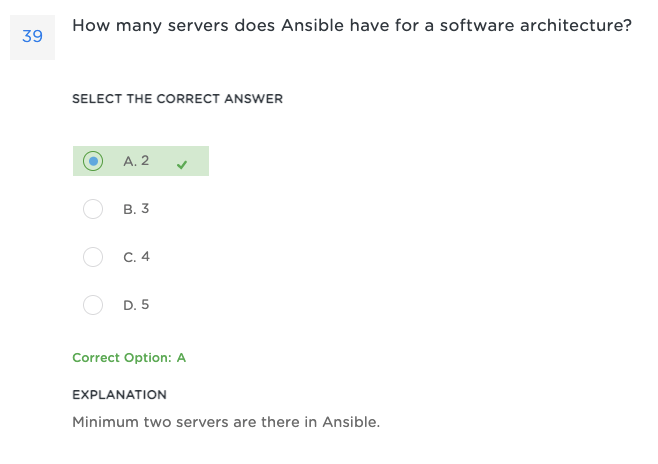 39
How many servers does Ansible have for a software architecture?
SELECT THE CORRECT ANSWER
A. 2
B. 3
C. 4
D. 5
Correct Option: A
EXPLANATION
Minimum two servers are there in Ansible.